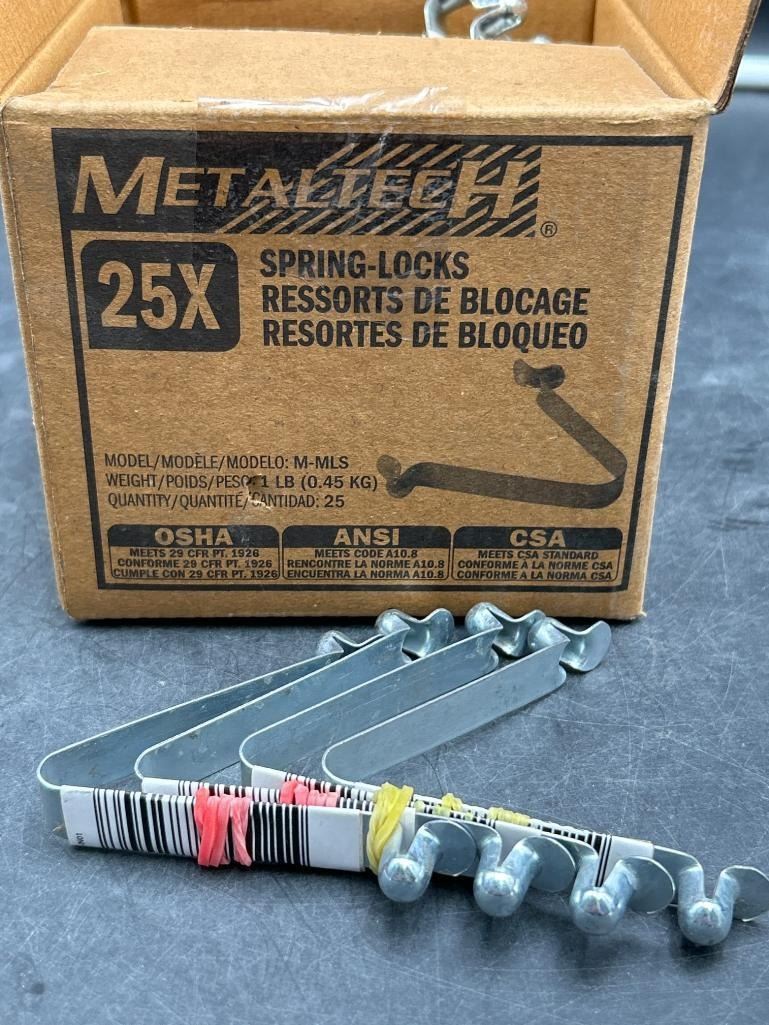 METALTECH ®
25X
SPRING-LOCKS
RESSORTS DE BLOCAGE
RESORTES DE BLOQUEO
MODEL/MODÈLE/MODELO: M-MLS
WEIGHT/POIDS/PESO: 1 LB (0.45 KG)
QUANTITY/QUANTITÉ/CANTIDAD: 25
OSHA
MEETS 29 CFR PT. 1926
CONFORME 29 CFR PT. 1926
CUMPLE CON 29 CFR PT. 1926
ANSI
MEETS CODE A10.8
RENCONTRE LA NORME A10.8
ENCUENTRA LA NORMA A10.8
CSA
MEETS CSA STANDARD
CONFORME À LA NORME CSA
CONFORME A LA NORMA CSA